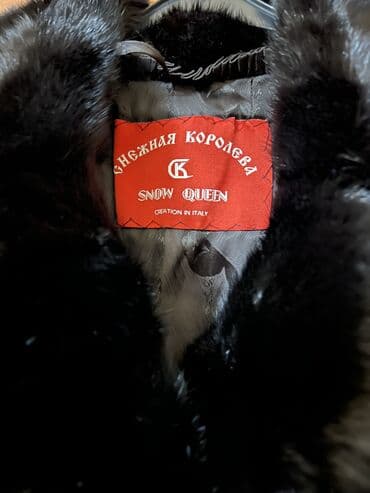 СНЕЖНАЯ КОРОЛЕВА
СК
SNOW QUEEN
CREATION IN ITALY